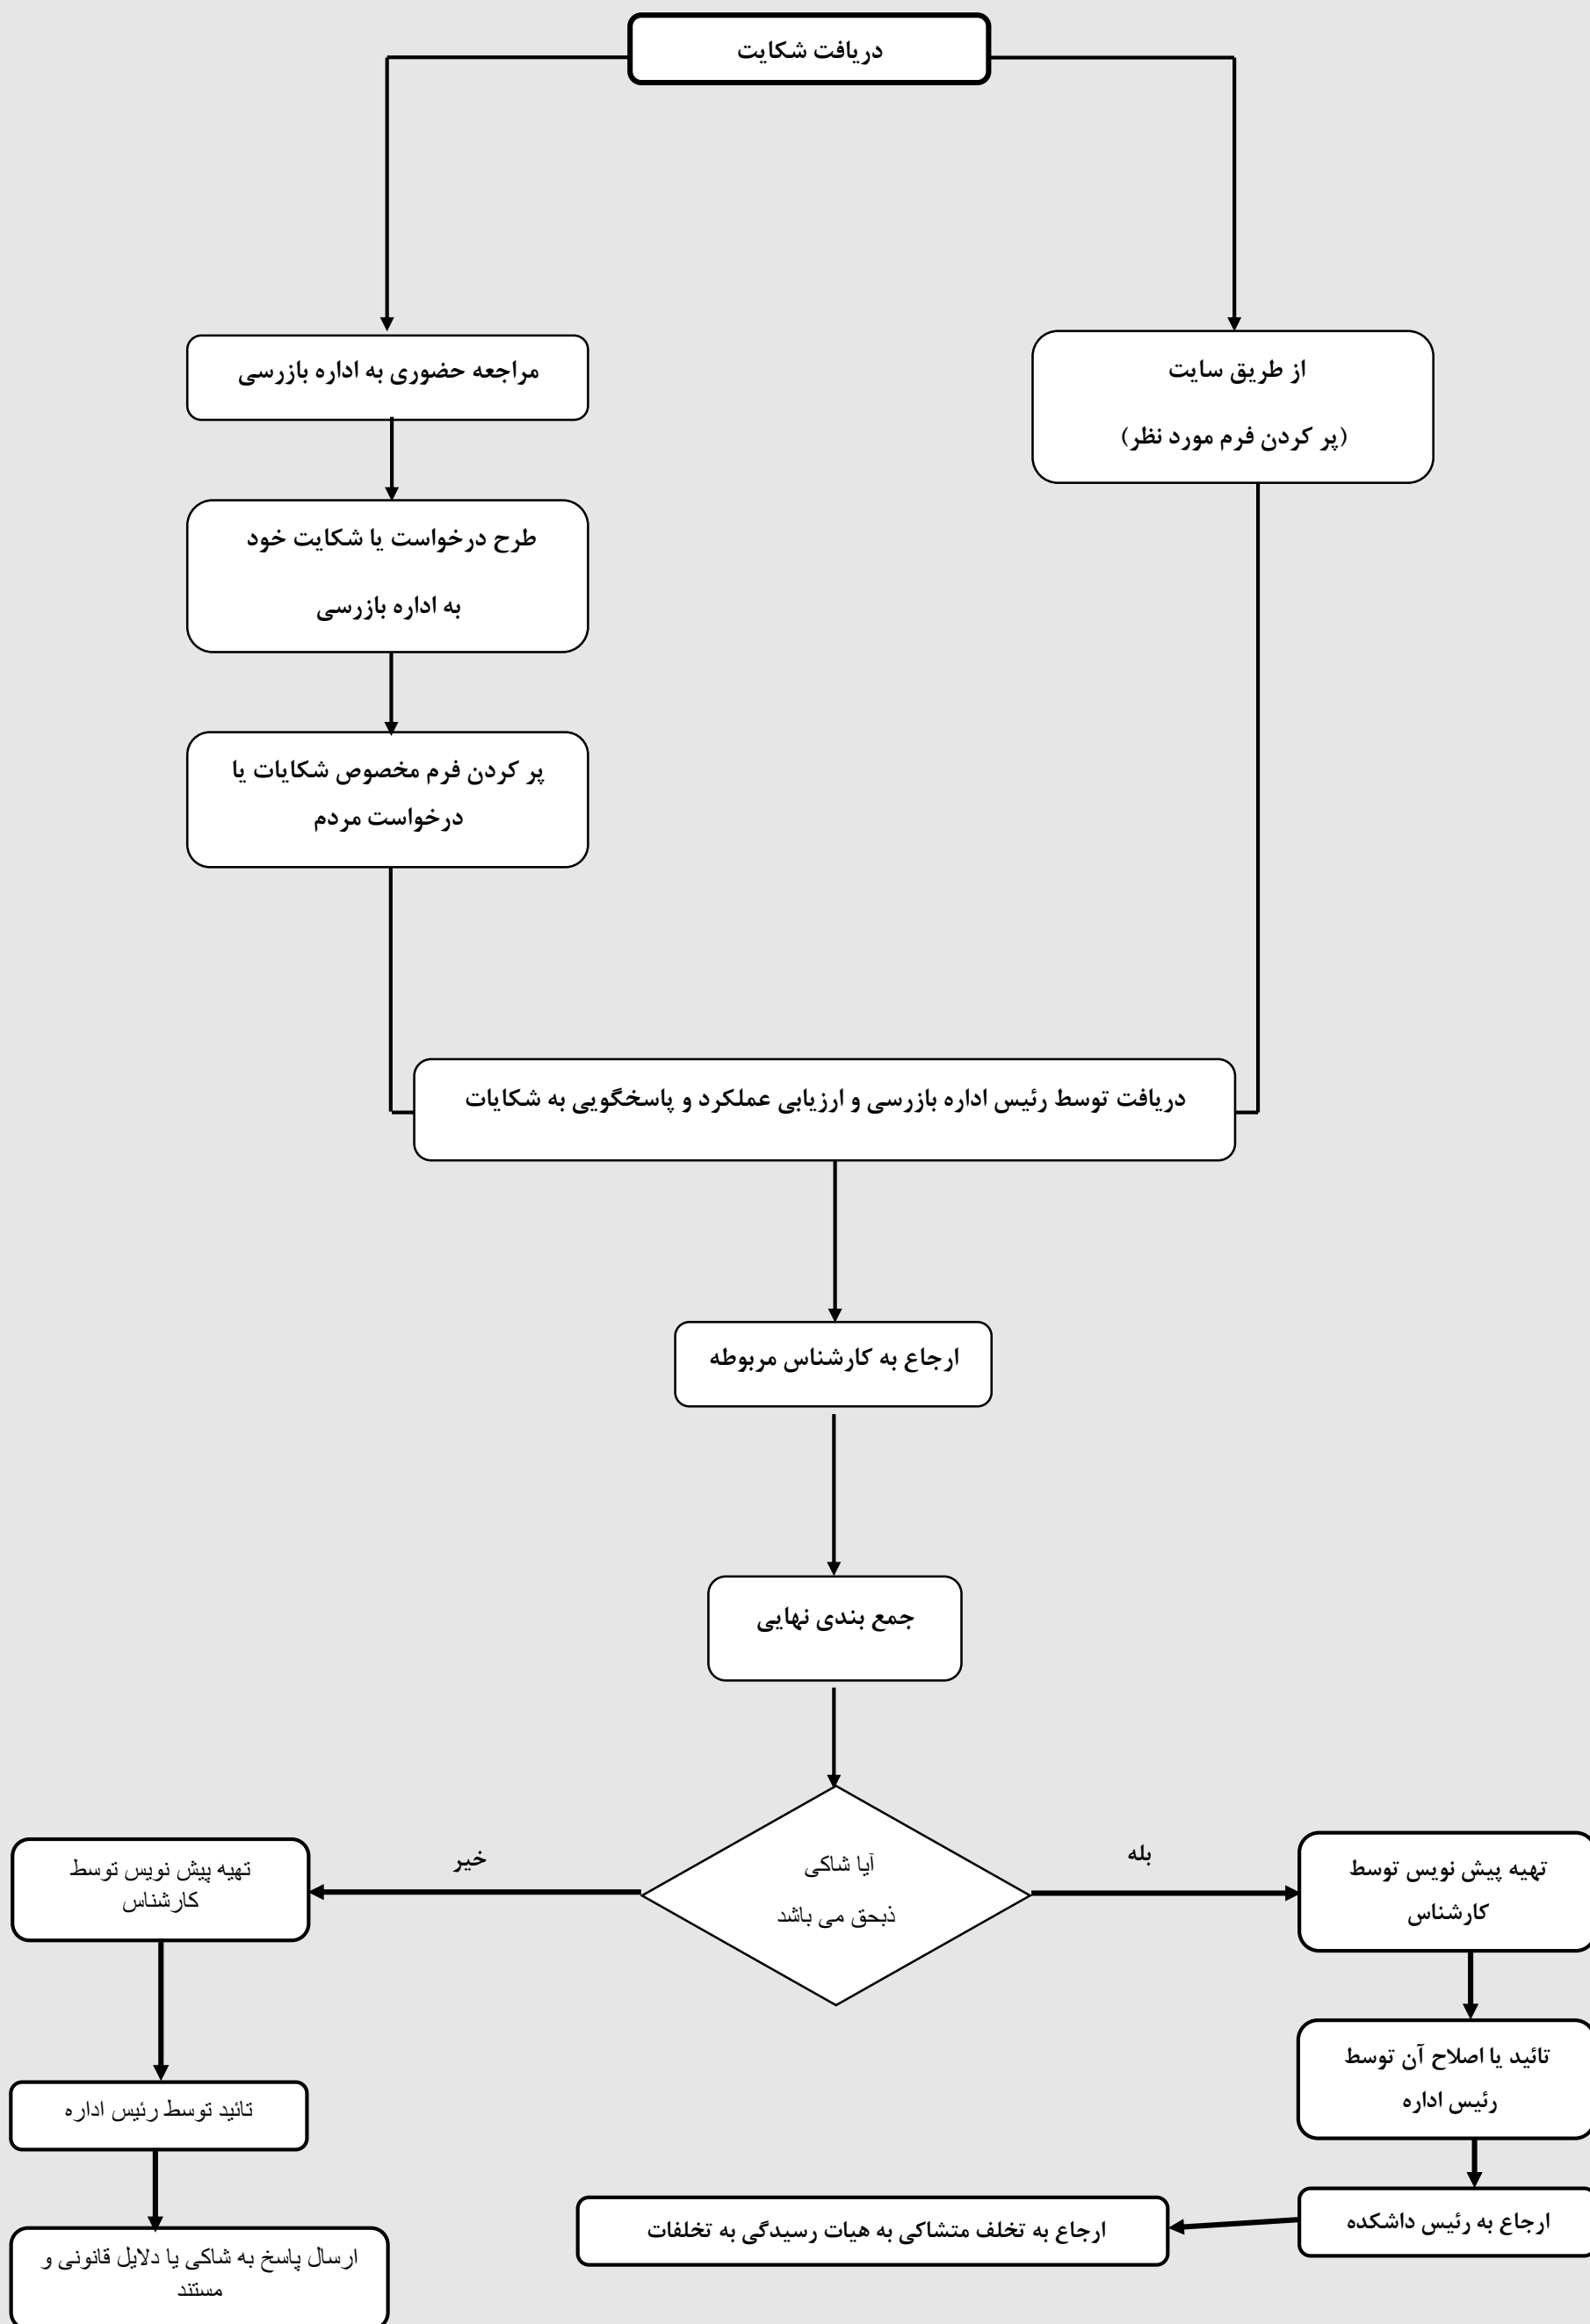 دریافت شکایت
از طریق سایت
(پر کردن فرم مورد نظر)
مراجعه حضوری به اداره بازرسی
طرح درخواست یا شکایت خود
به اداره بازرسی
پر کردن فرم مخصوص شکایات یا
درخواست مردم
دریافت توسط رئیس اداره بازرسی و ارزیابی عملکرد و پاسخگویی به شکایات
ارجاع به کارشناس مربوطه
جمع بندی نهایی
آیا شاکی
ذبحق می باشد
بله
تهیه پیش نویس توسط
کارشناس
تائید یا اصلاح آن توسط
رئیس اداره
ارجاع به رئیس داشکده
ارجاع به تخلف متشاکی به هیات رسیدگی به تخلفات
خیر
تهیه پیش نویس توسط
کارشناس
تائید توسط رئیس اداره
ارسال پاسخ به شاکی یا دلایل قانونی و
مستند